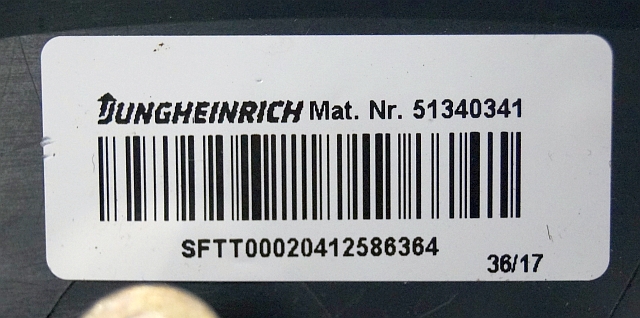 JUNGHEINRICH Mat. Nr. 51340341
SFTT00020412586364
36/17